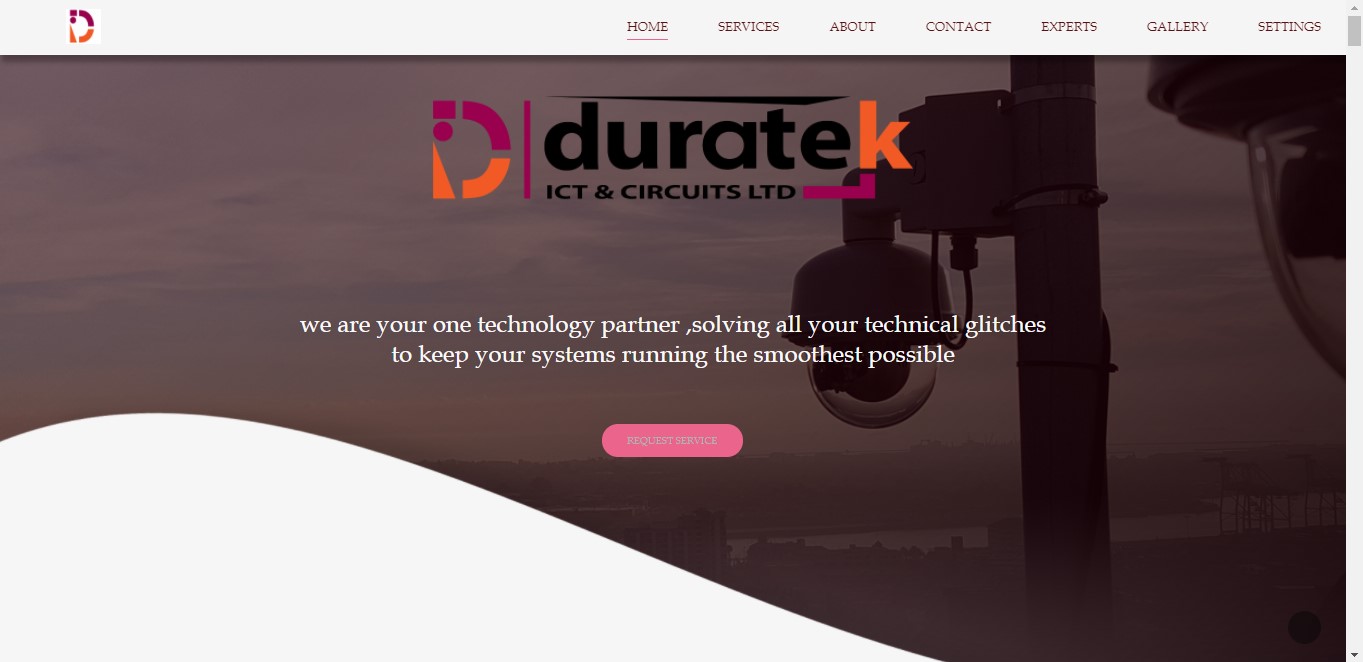 HOME SERVICES ABOUT CONTACT EXPERTS GALLERY SETTINGS
duratek
ICT & CIRCUITS LTD
we are your one technology partner ,solving all your technical glitches
to keep your systems running the smoothest possible
REQUEST SERVICE